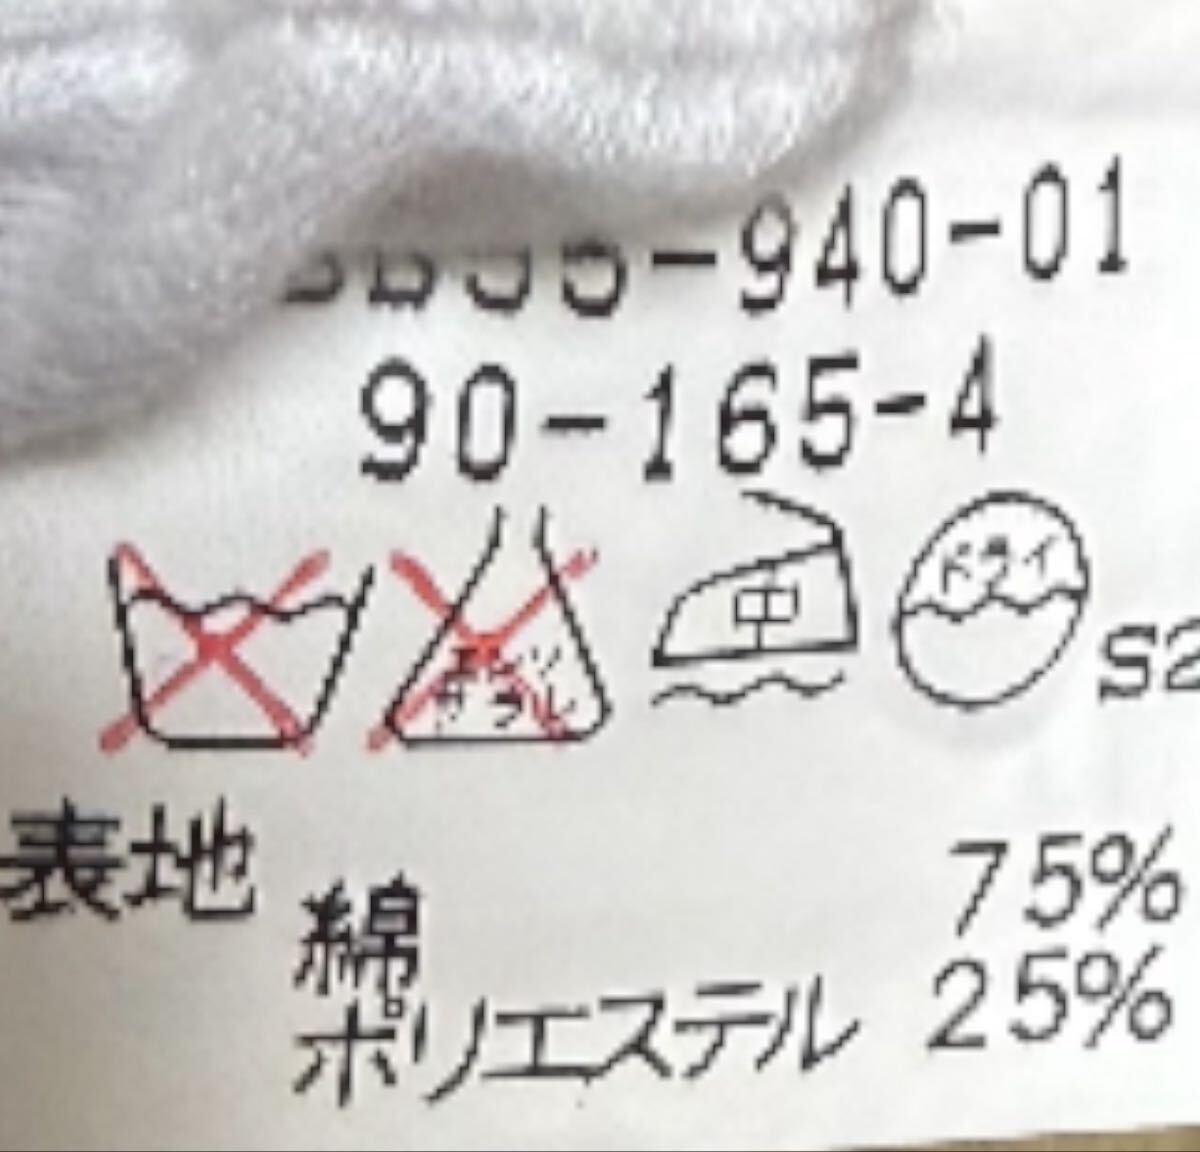 -940-01
90-165-4
中 ドライ S2
表地
綿 75%
ポリエステル 25%